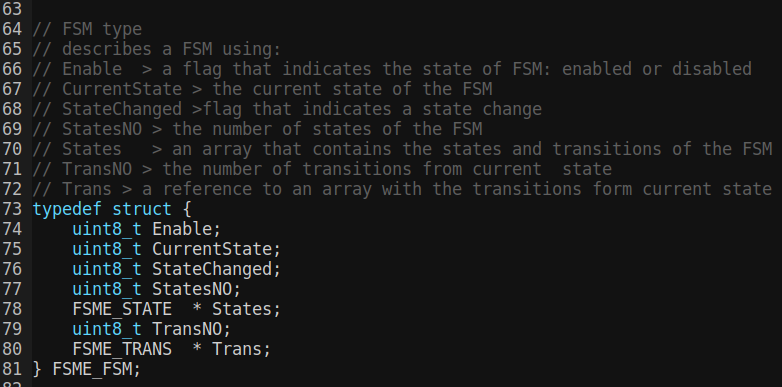 63
64 // FSM type
65 // describes a FSM using:
66 // Enable  > a flag that indicates the state of FSM: enabled or disabled
67 // CurrentState > the current state of the FSM
68 // StateChanged >flag that indicates a state change
69 // StatesNO > the number of states of the FSM
70 // States   > an array that contains the states and transitions of the FSM
71 // TransNO > the number of transitions from current  state
72 // Trans > a reference to an array with the transitions form current state
73 typedef struct {
74     uint8_t Enable;
75     uint8_t CurrentState;
76     uint8_t StateChanged;
77     uint8_t StatesNO;
78     FSME_STATE  * States;
79     uint8_t TransNO;
80     FSME_TRANS  * Trans;
81 } FSME_FSM;
82